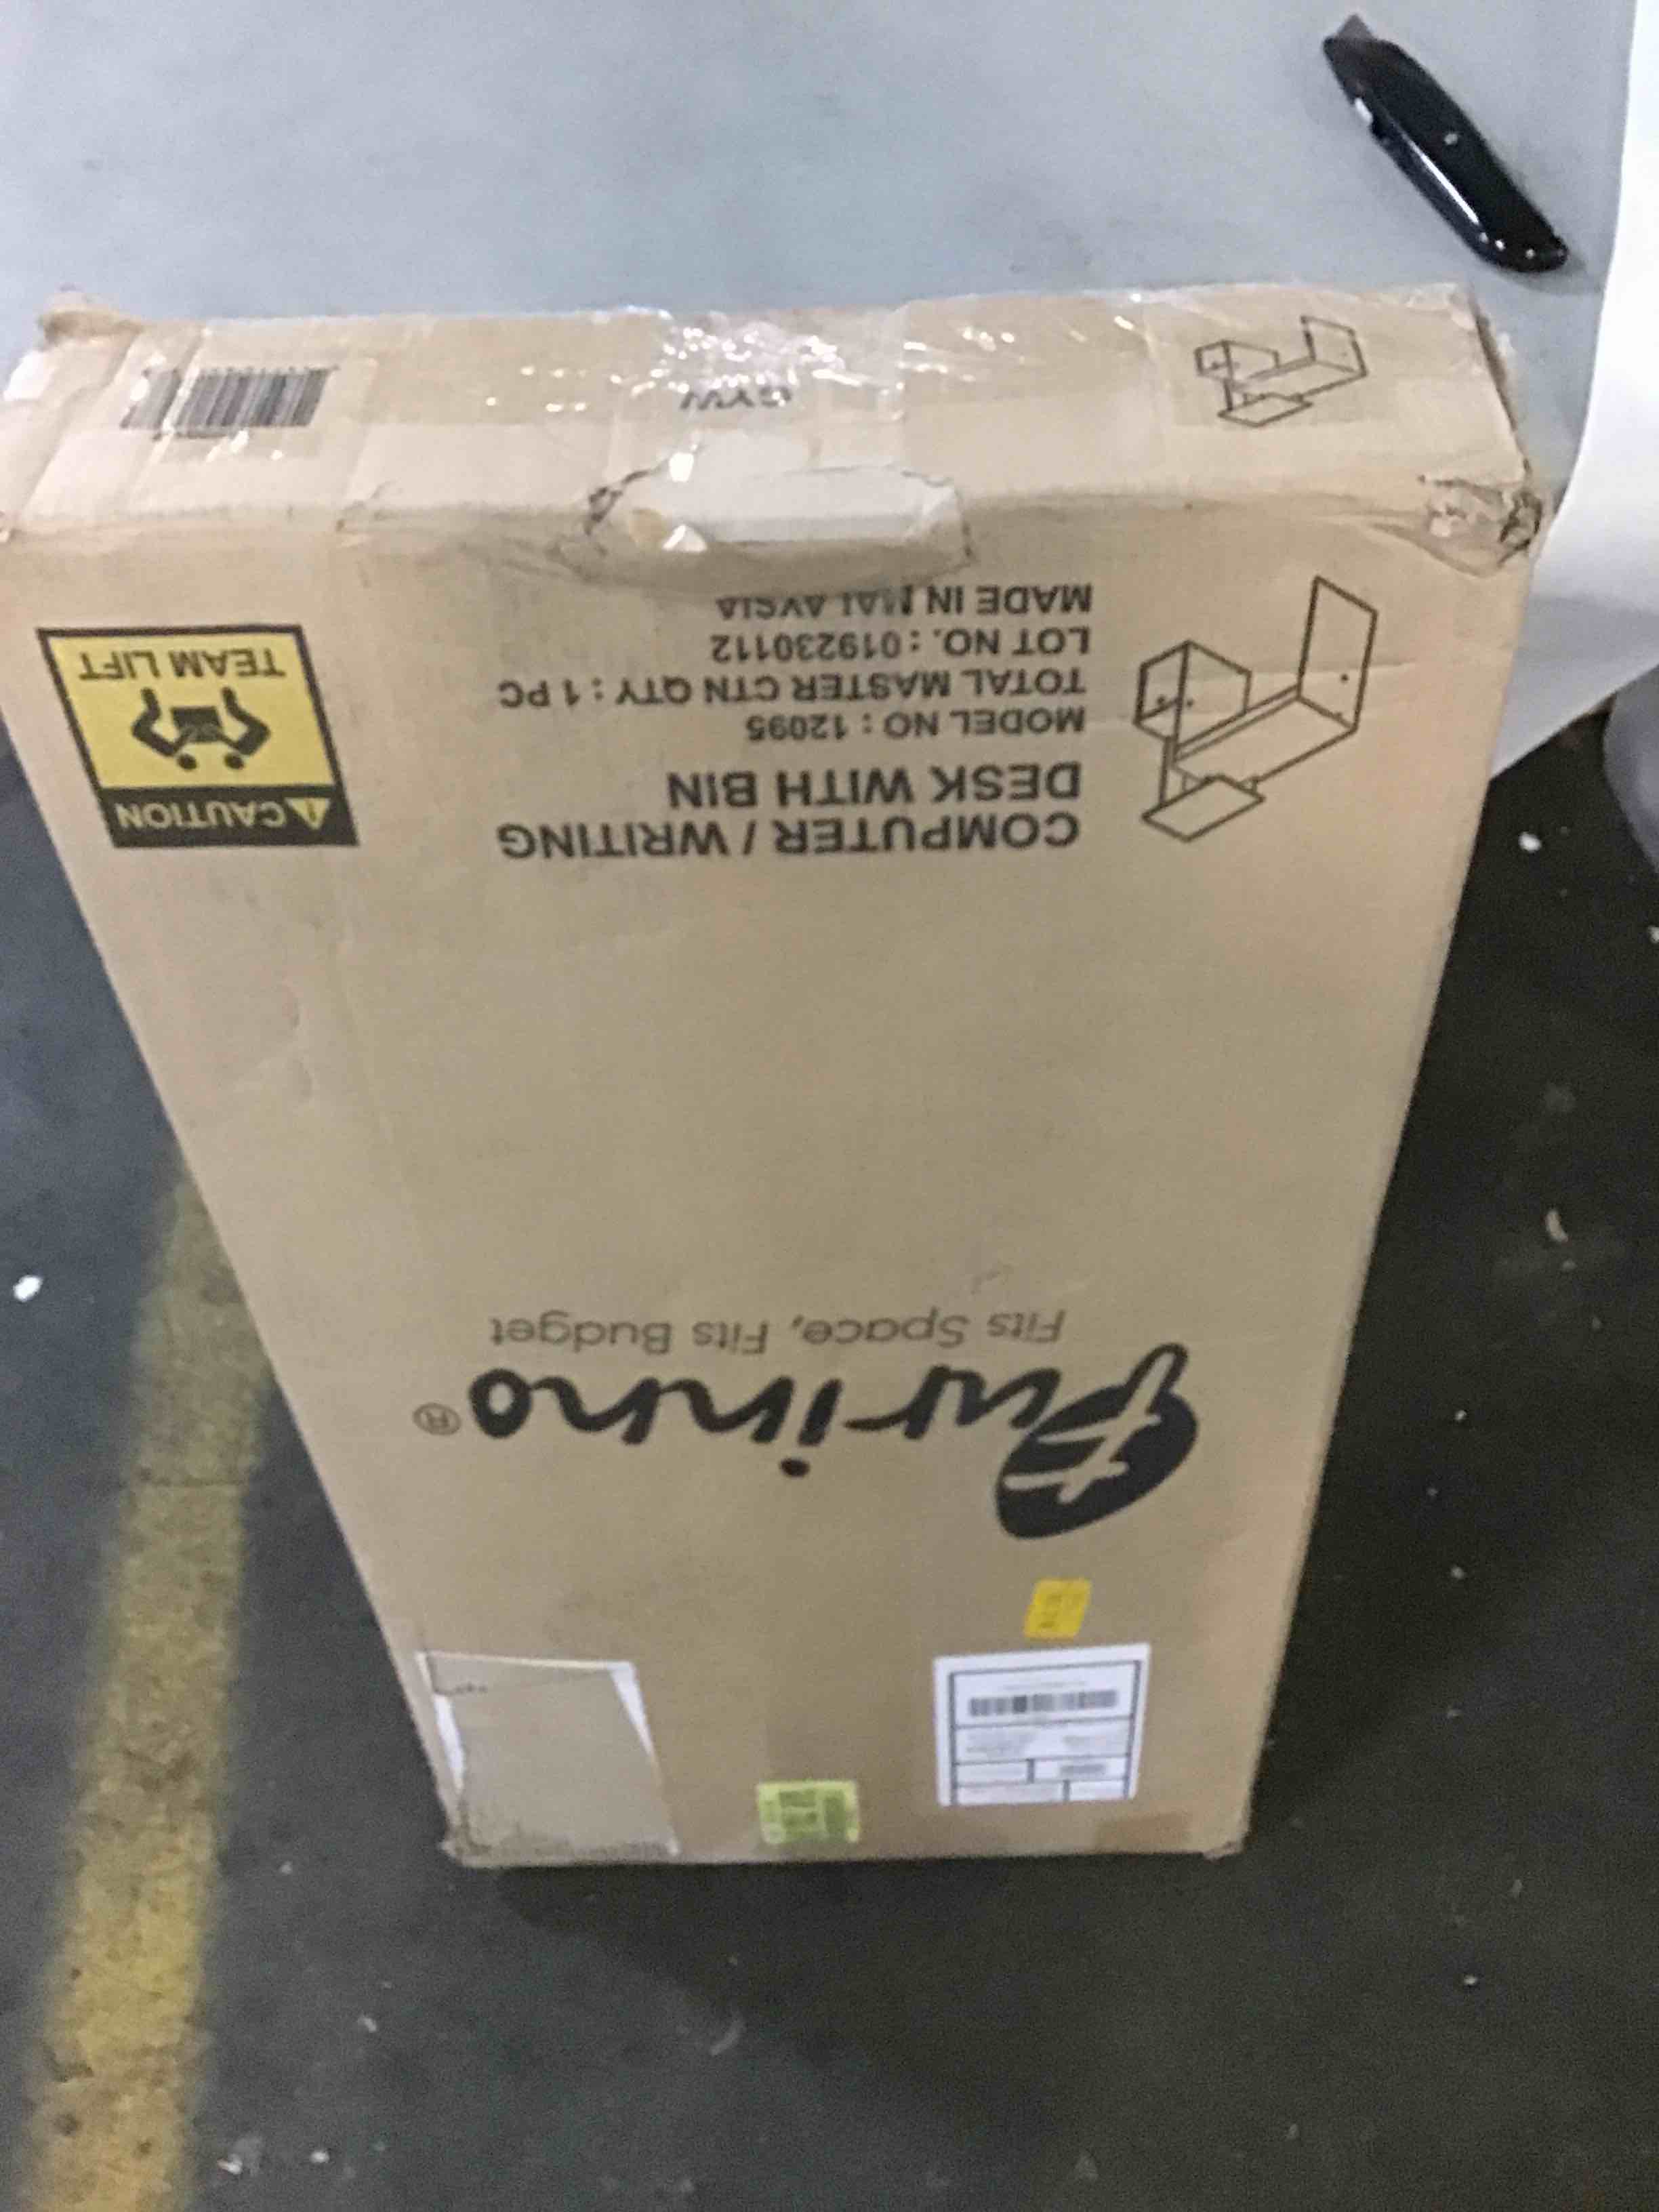 Furinno®
Fits Space, Fits Budget
COMPUTER / WRITING
DESK WITH BIN
MODEL NO : 12095
TOTAL MASTER CTN QTY : 1 PC
LOT NO. : 019230112
MADE IN MALAYSIA
CAUTION
TEAM LIFT